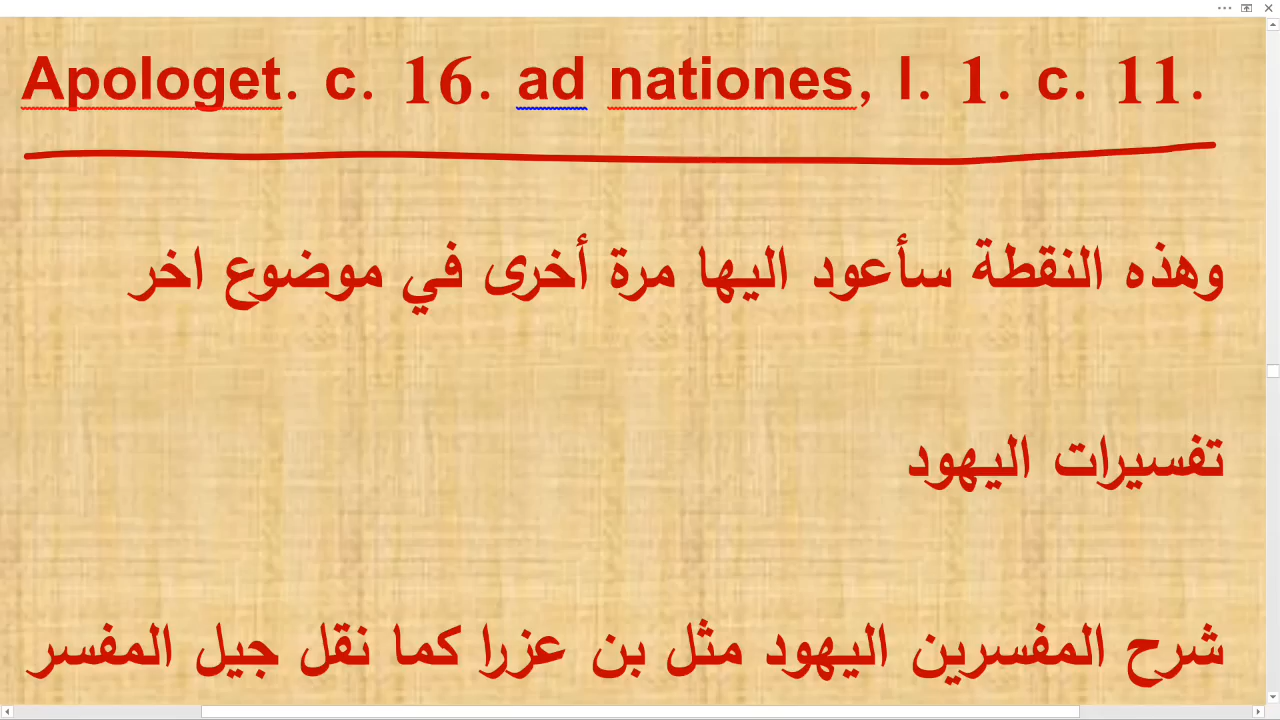 Apologet. c. 16. ad nationes, l. 1. c. 11.
وهذه النقطة سأعود اليها مرة أخرى في موضوع اخر
تفسيرات اليهود
شرح المفسرين اليهود مثل بن عزرا كما نقل جيل المفسر